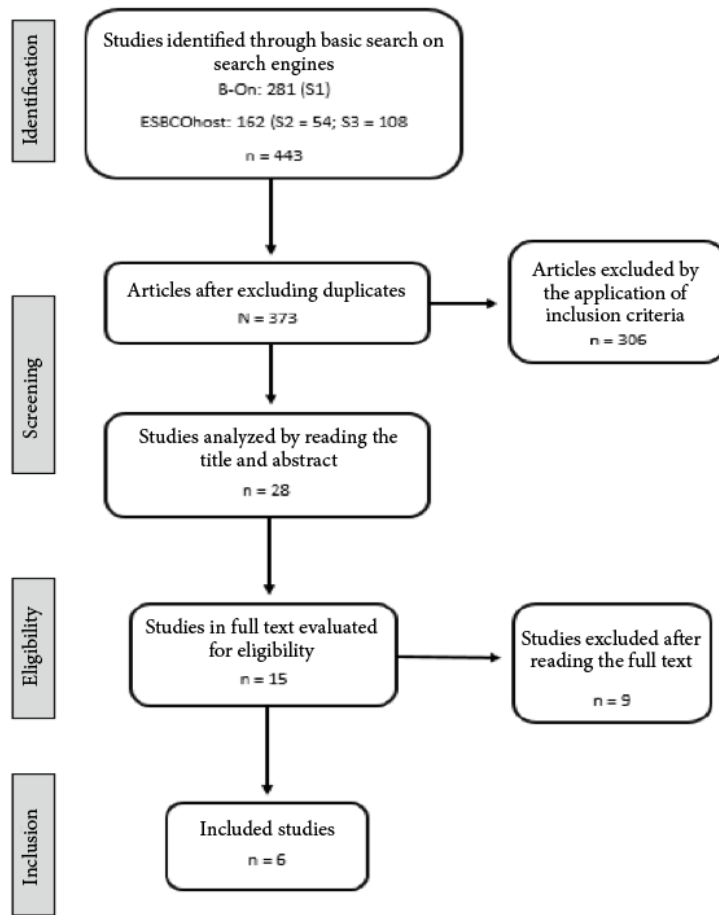 Identification
Studies identified through basic search on
search engines
B-On: 281 (S1)
ESBCOhost: 162 (S2 = 54; S3 = 108
n = 443
Screening
Articles after excluding duplicates
N = 373
Articles excluded by
the application of
inclusion criteria
n = 306
Studies analyzed by reading the
title and abstract
n = 28
Eligibility
Studies in full text evaluated
for eligibility
n = 15
Studies excluded after
reading the full text
n = 9
Inclusion
Included studies
n = 6